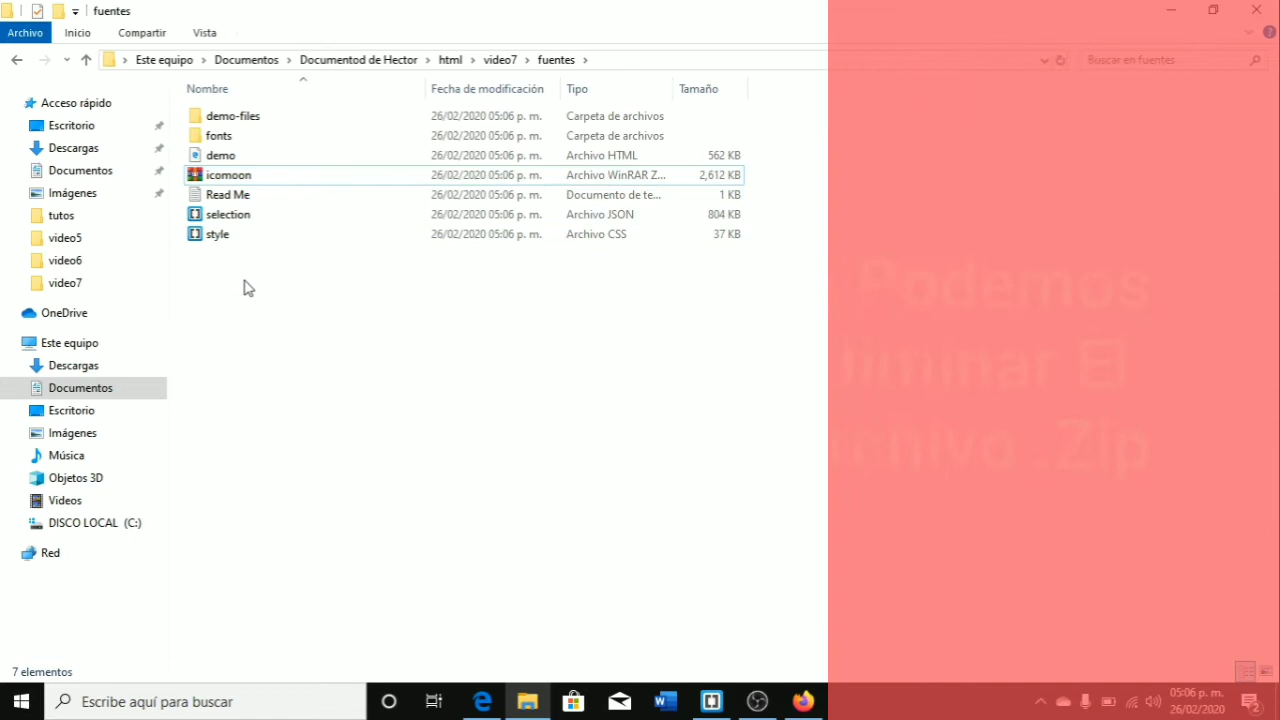 fuentes
Archivo Inicio Compartir Vista
Este equipo Documentos Documentod de Hector html video7 fuentes Buscar en fuentes
Nombre Fecha de modificación Tipo Tamaño
Acceso rápido
Escritorio
Descargas
Documentos
Imágenes
tutos
video5
video6
video7
OneDrive
Este equipo
Descargas
Documentos
Escritorio
Imágenes
Música
Objetos 3D
Videos
DISCO LOCAL (C:)
Red
demo-files 26/02/2020 05:06 p. m. Carpeta de archivos
fonts 26/02/2020 05:06 p. m. Carpeta de archivos
demo 26/02/2020 05:06 p. m. Archivo HTML 562 KB
icomoon 26/02/2020 05:06 p. m. Archivo WinRAR Z... 2,612 KB
Read Me 26/02/2020 05:06 p. m. Documento de te... 1 KB
selection 26/02/2020 05:06 p. m. Archivo JSON 804 KB
style 26/02/2020 05:06 p. m. Archivo CSS 37 KB
Podemos
El
.Zip
7 elementos
Escribe aquí para buscar
05:06 p. m.
26/02/2020
2